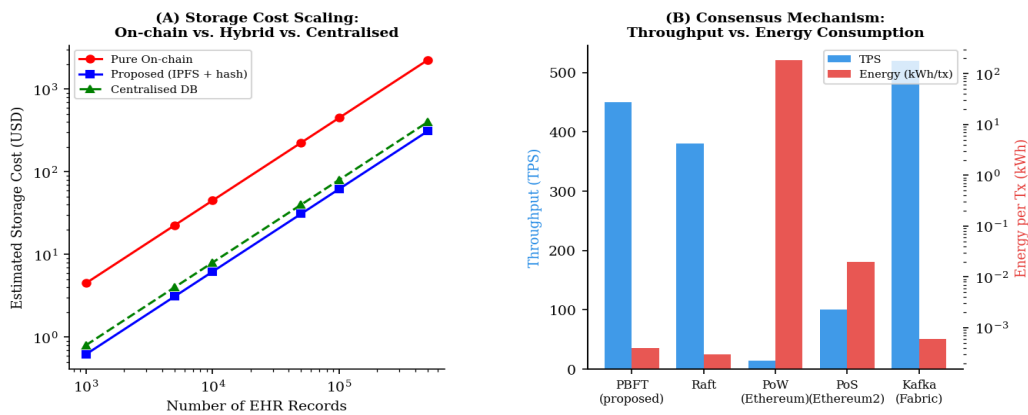 (A) Storage Cost Scaling:
On-chain vs. Hybrid vs. Centralised
Pure On-chain
Proposed (IPFS + hash)
Centralised DB
Estimated Storage Cost (USD)
10³
10²
10¹
10⁰
10³ 10⁴ 10⁵
Number of EHR Records
(B) Consensus Mechanism:
Throughput vs. Energy Consumption
TPS
Energy (kWh/tx)
Throughput (TPS)
500
400
300
200
100
0
PBFT
(proposed)
Raft
PoW
(Ethereum)
PoS
(Ethereum2)
Kafka
(Fabric)
10²
10¹
10⁰
10⁻¹
10⁻²
10⁻³
Energy per Tx (kWh)